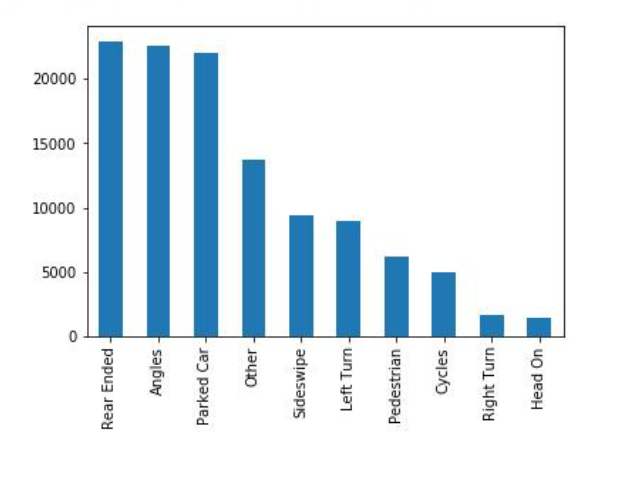 20000
15000
10000
5000
0
Rear Ended
Angles
Parked Car
Other
Sideswipe
Left Turn
Pedestrian
Cycles
Right Turn
Head On